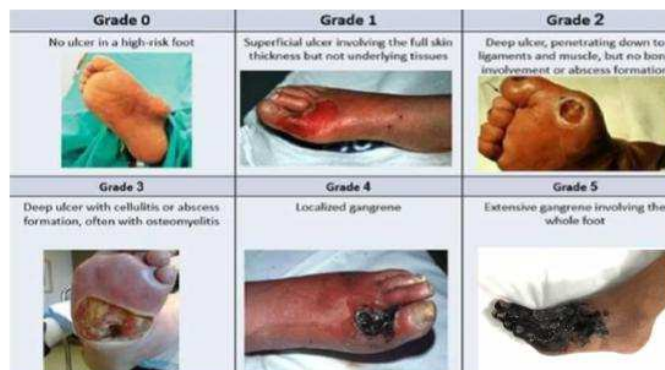 Grade 0
Grade 1
Grade 2
No ulcer in a high-risk foot
Superficial ulcer involving the full skin
thickness but not underlying tissues
Deep ulcer, penetrating down to
ligaments and muscle, but no bon
involvement or abscess formation
Grade 3
Grade 4
Grade 5
Deep ulcer with cellulitis or abscess
formation, often with osteomyelitis
Localized gangrene
Extensive gangrene involving the
whole foot